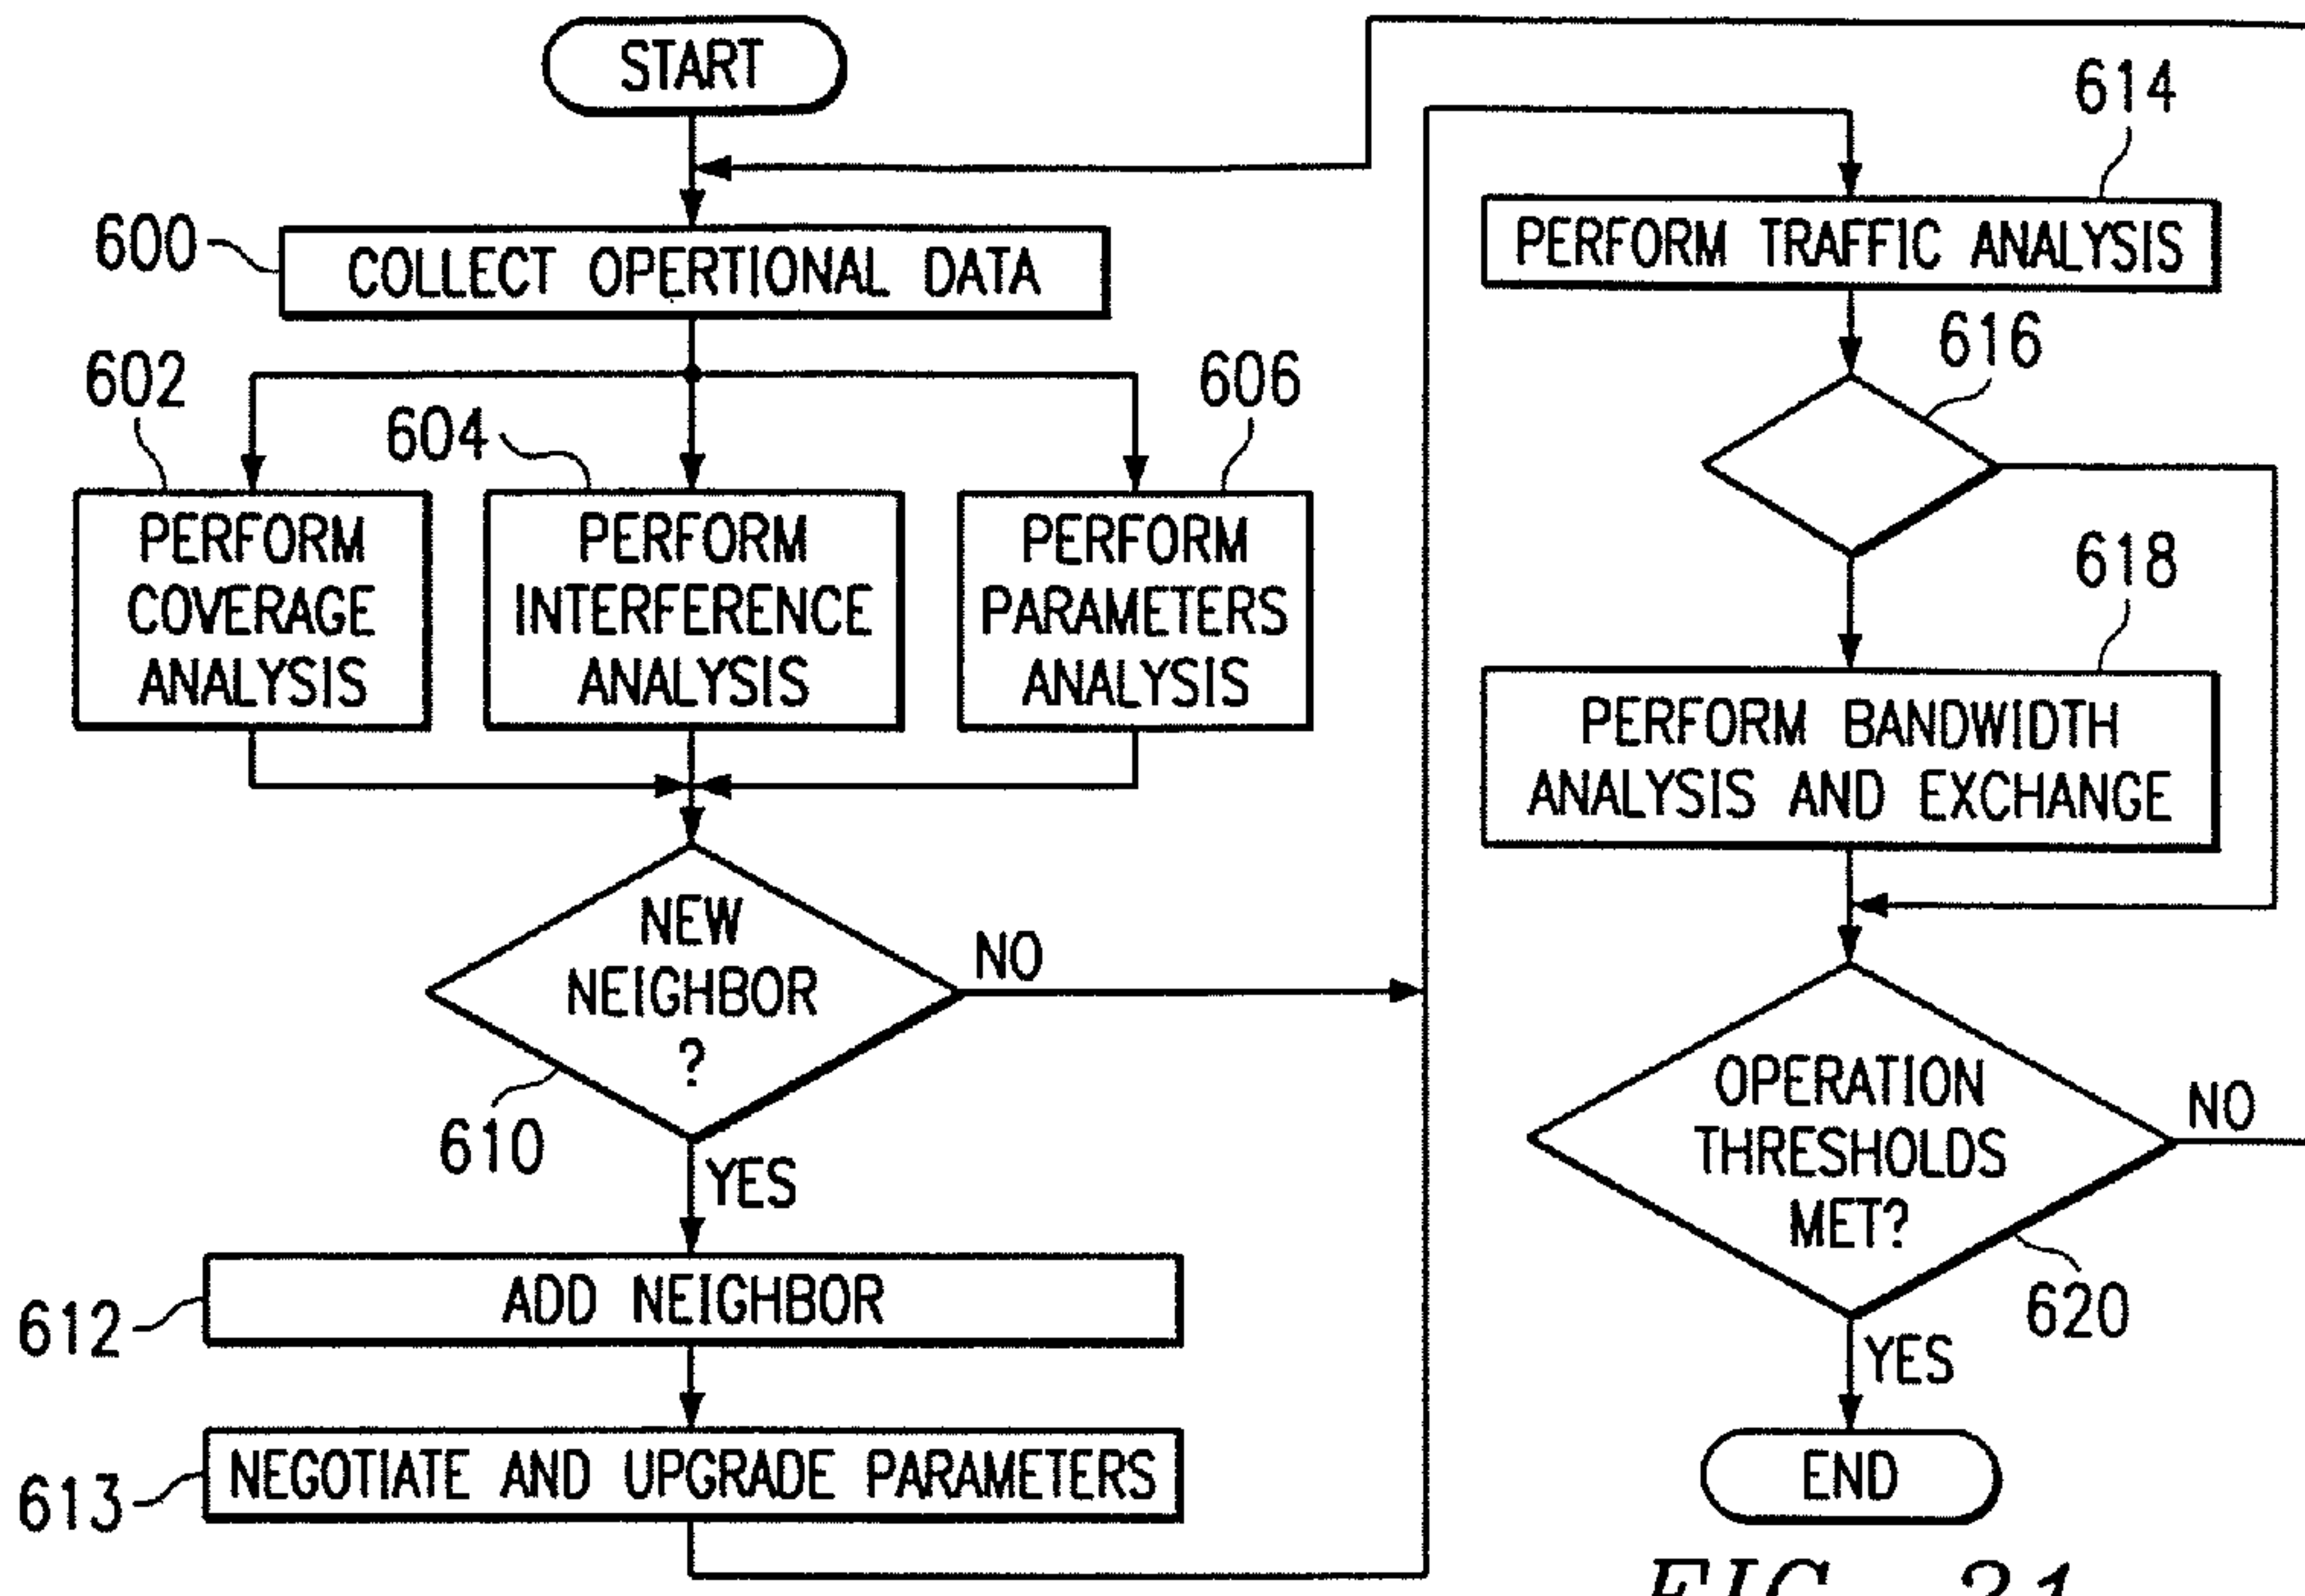 START
600
COLLECT OPERTIONAL DATA
602
604
606
PERFORM
COVERAGE
ANALYSIS
PERFORM
INTERFERENCE
ANALYSIS
PERFORM
PARAMETERS
ANALYSIS
NEW
NEIGHBOR
?
NO
610
YES
612
ADD NEIGHBOR
613
NEGOTIATE AND UPGRADE PARAMETERS
614
PERFORM TRAFFIC ANALYSIS
616
618
PERFORM BANDWIDTH
ANALYSIS AND EXCHANGE
OPERATION
THRESHOLDS
MET?
NO
620
YES
END
FIG. 21